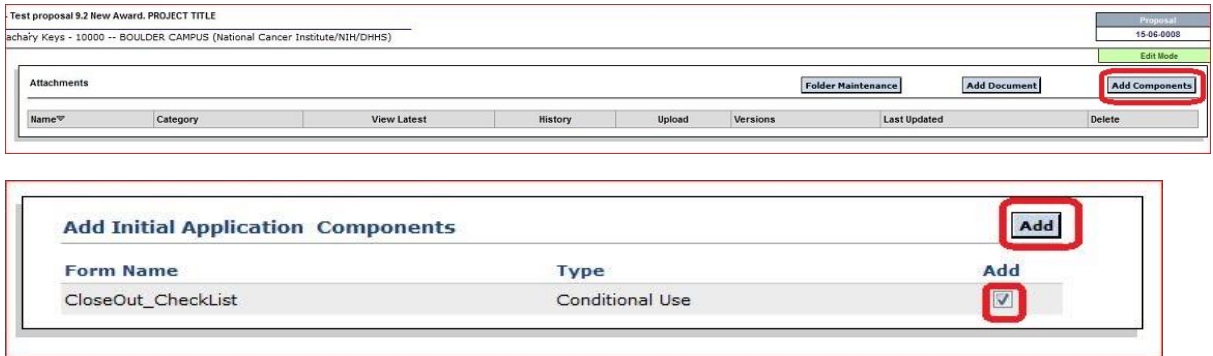 - Test proposal 9.2 New Award. PROJECT TITLE
Proposal
achary Keys - 10000 -- BOULDER CAMPUS (National Cancer Institute/NIH/DHHS)
15-06-0008
Edit Mode
Attachments Folder Maintenance Add Document Add Components
Name Category View Latest History Upload Versions Last Updated Delete
Add Initial Application Components Add
Form Name Type Add
CloseOut_CheckList Conditional Use